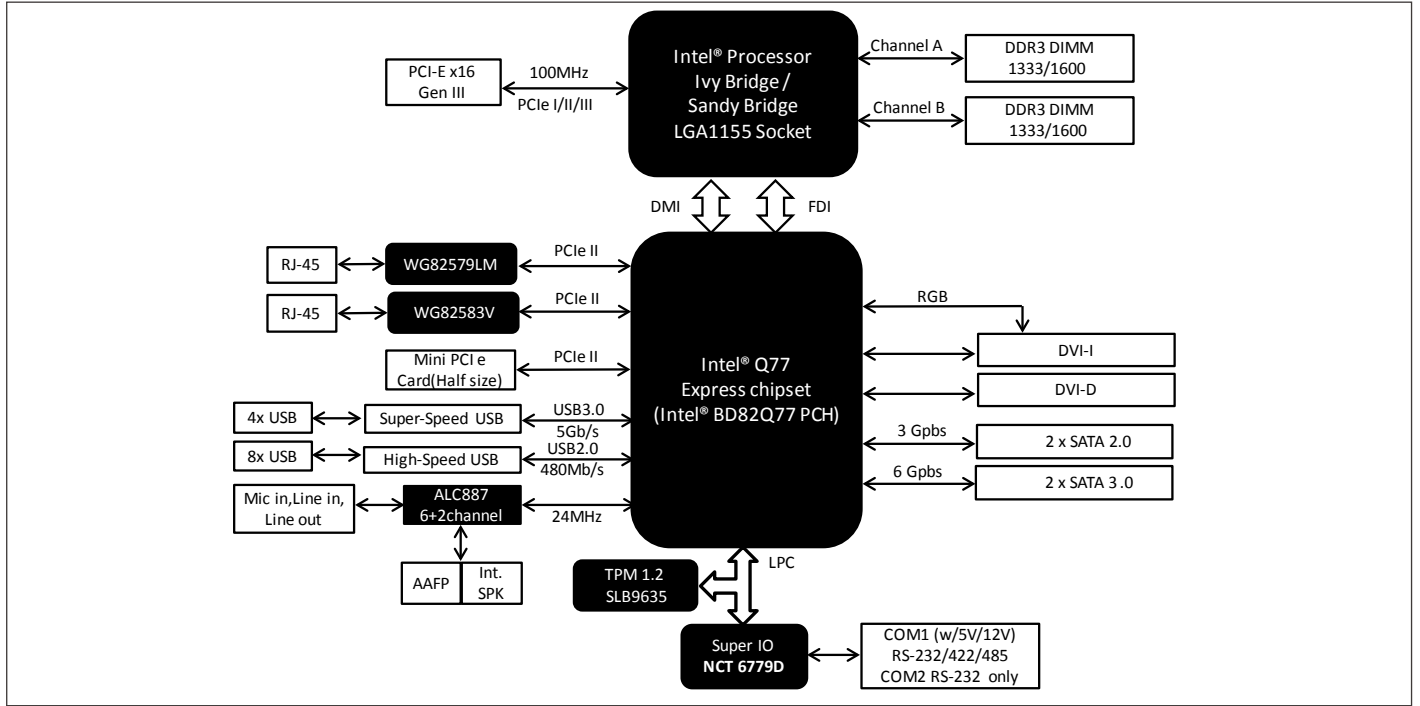 PCI-E x16
Gen III
100MHz
PCIe I/II/III
Intel® Processor
Ivy Bridge /
Sandy Bridge
LGA1155 Socket
Channel A
DDR3 DIMM
1333/1600
Channel B
DDR3 DIMM
1333/1600
DMI
FDI
RJ-45
WG82579LM
PCIe II
RJ-45
WG82583V
PCIe II
Mini PCI e
Card(Half size)
PCIe II
4x USB
Super-Speed USB
USB3.0
5Gb/s
8x USB
High-Speed USB
USB2.0
480Mb/s
Mic in,Line in,
Line out
ALC887
6+2channel
24MHz
AAFP
Int.
SPK
Intel® Q77
Express chipset
(Intel® BD82Q77 PCH)
RGB
DVI-I
DVI-D
3 Gpbs
2 x SATA 2.0
6 Gpbs
2 x SATA 3.0
LPC
TPM 1.2
SLB9635
Super IO
NCT 6779D
COM1 (w/5V/12V)
RS-232/422/485
COM2 RS-232 only